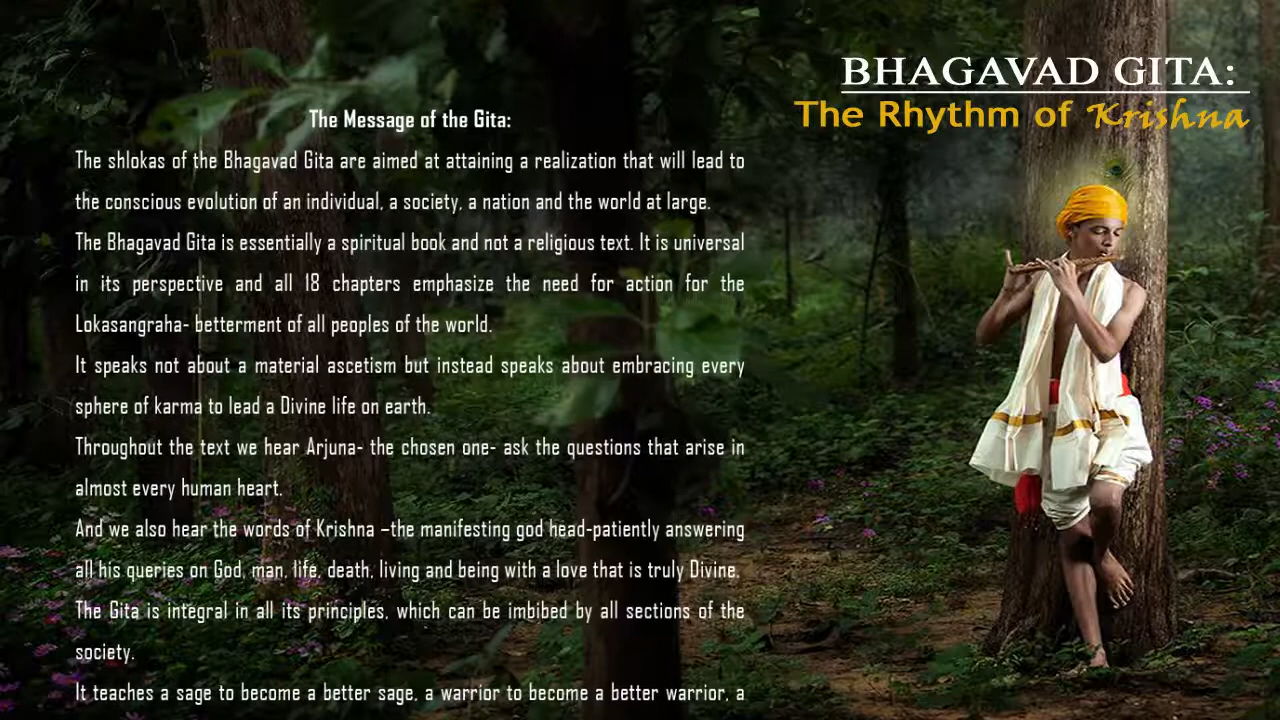 BHAGAVAD GITA:
The Rhythm of Krishna
The Message of the Gita:
The shlokas of the Bhagavad Gita are aimed at attaining a realization that will lead to
the conscious evolution of an individual, a society, a nation and the world at large.
The Bhagavad Gita is essentially a spiritual book and not a religious text. It is universal
in its perspective and all 18 chapters emphasize the need for action for the
Lokasangraha- betterment of all peoples of the world.
It speaks not about a material ascetism but instead speaks about embracing every
sphere of karma to lead a Divine life on earth.
Throughout the text we hear Arjuna- the chosen one- ask the questions that arise in
almost every human heart.
And we also hear the words of Krishna –the manifesting god head-patiently answering
all his queries on God, man, life, death, living and being with a love that is truly Divine.
The Gita is integral in all its principles, which can be imbibed by all sections of the
society.
It teaches a sage to become a better sage, a warrior to become a better warrior, a